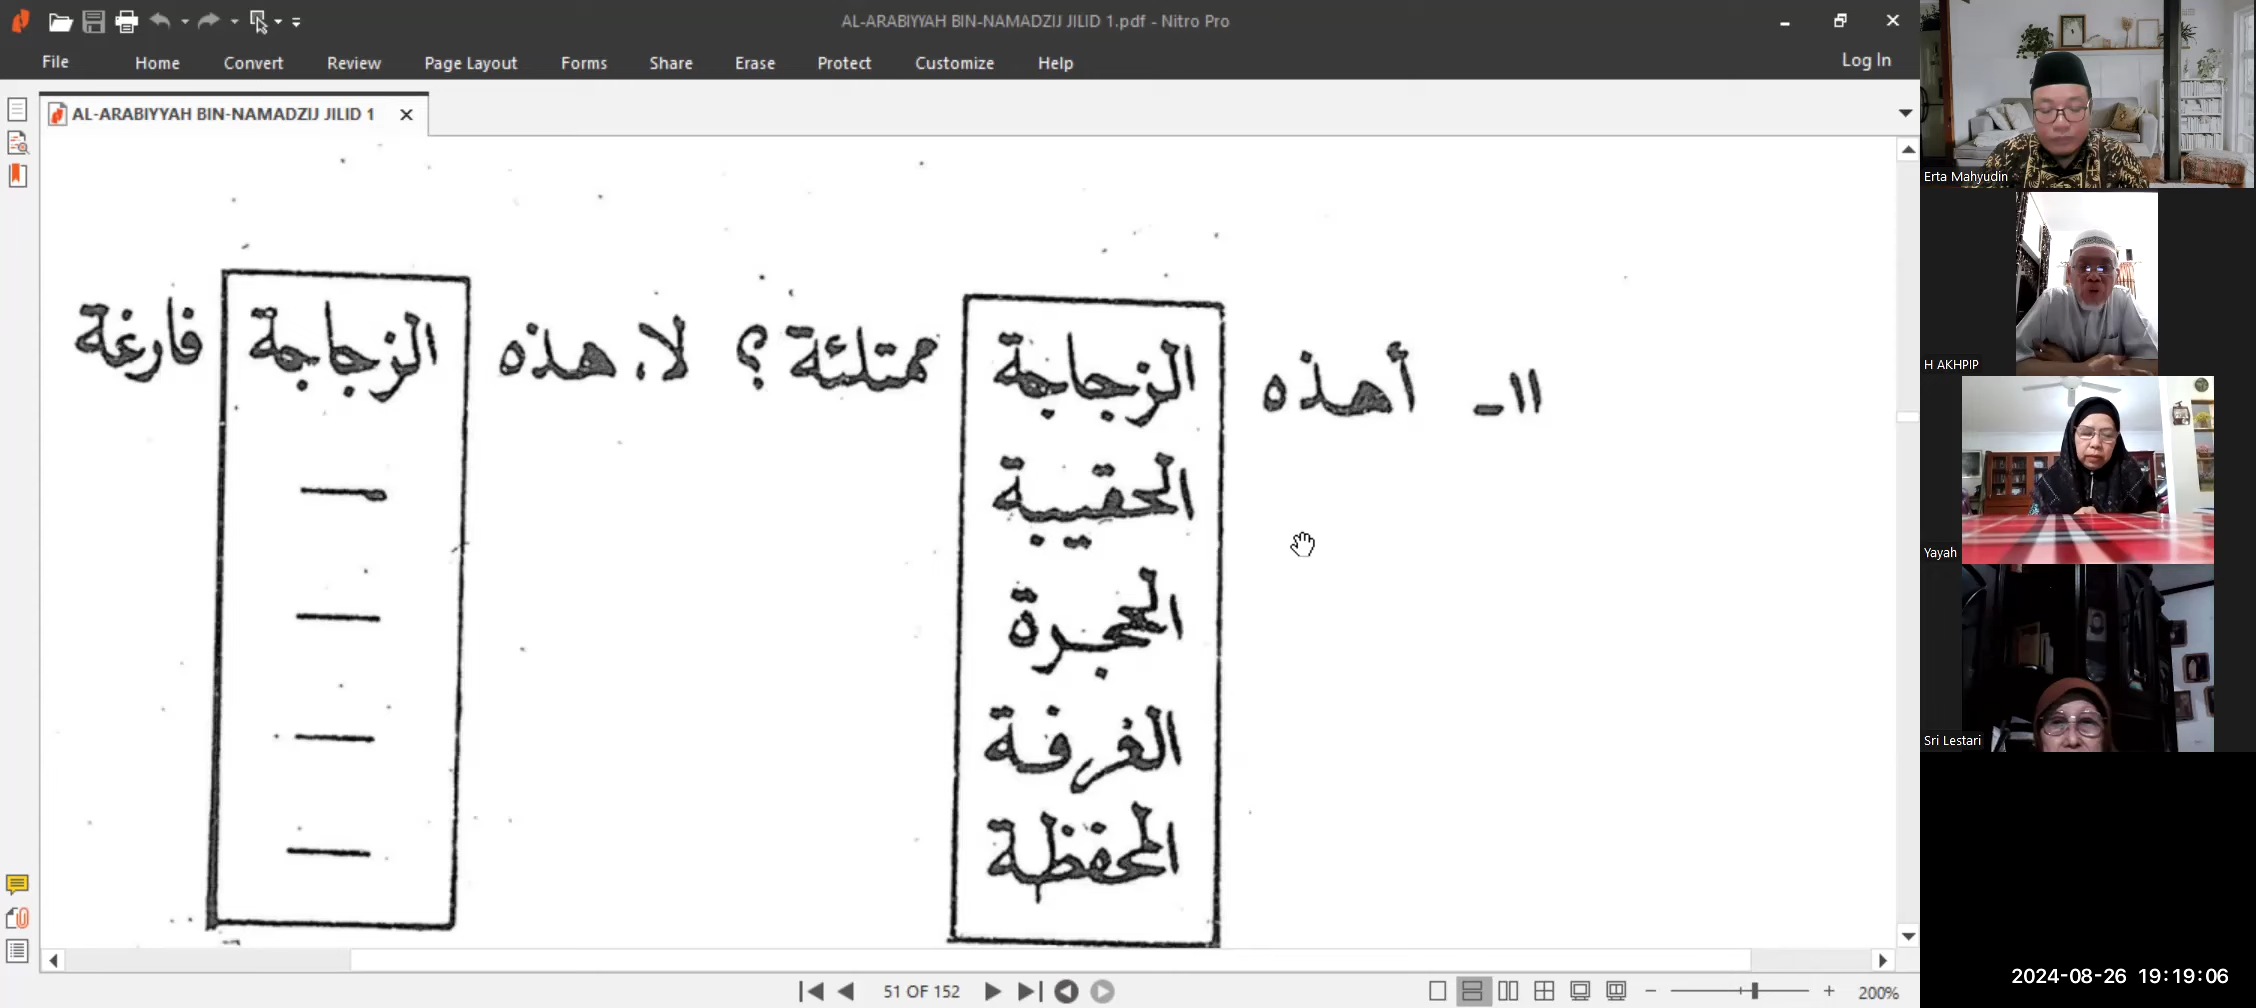 AL-ARABIYYAH BIN-NAMADZIJ JILID 1.pdf - Nitro Pro
File Home Convert Review Page Layout Forms Share Erase Protect Customize Help Log In
AL-ARABIYYAH BIN-NAMADZIJ JILID 1
١١- أهذه الزجاجة ممتلئة ؟ لا، هذه الزجاجة فارغة
الحقيبة
الحجرة
الغرفة
المحفظة
51 OF 152
200%
Erta Mahyudin
H AKHPIP
Yayah
Sri Lestari
2024-08-26 19:19:06